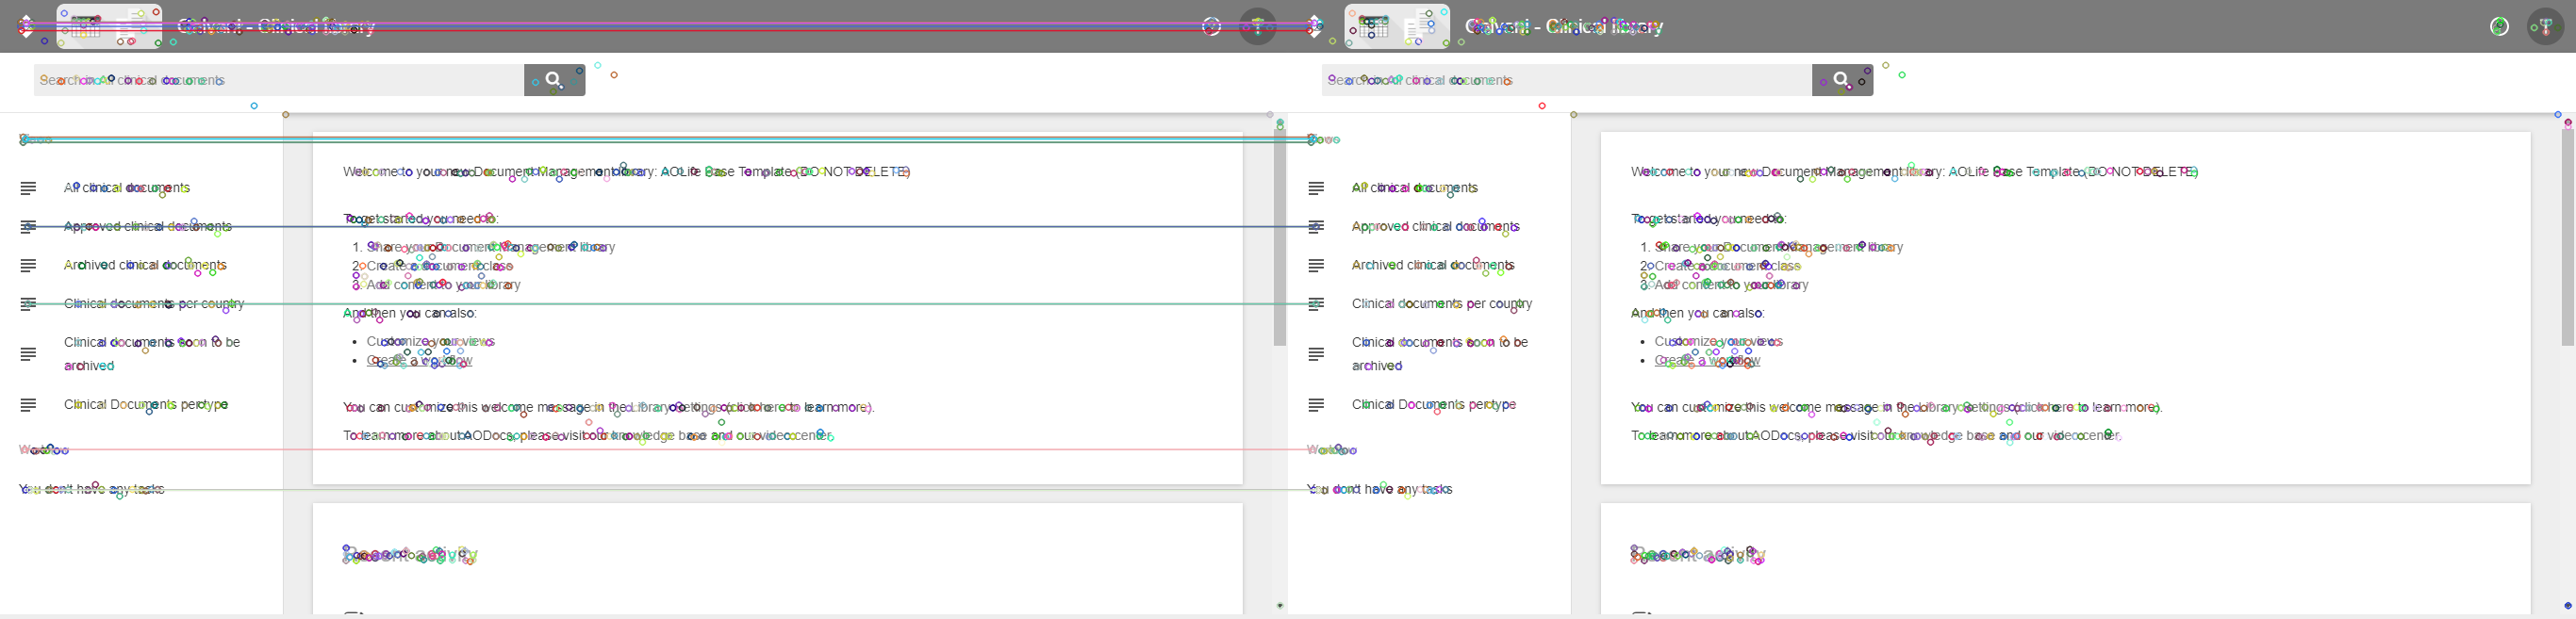 Galvani - Clinical library
Search in All clinical documents
Views
All clinical documents
Approved clinical documents
Archived clinical documents
Clinical documents per country
Clinical documents soon to be
archived
Clinical Documents per type
Workflow
You don't have any tasks
Welcome to your new Document Management library: AOLife Base Template (DO NOT DELETE)
To get started you need to:
1. Share your Document Management library
2. Create a document class
3. Add content to your library
And then you can also:
• Customize your views
• Create a workflow
You can customize this welcome message in the Library Settings (click here to learn more).
To learn more about AODocs, please visit our knowledge base and our video center.
Recent activity
Galvani - Clinical library
Search in All clinical documents
Views
All clinical documents
Approved clinical documents
Archived clinical documents
Clinical documents per country
Clinical documents soon to be
archived
Clinical Documents per type
Workflow
You don't have any tasks
Welcome to your new Document Management library: AOLife Base Template (DO NOT DELETE)
To get started you need to:
1. Share your Document Management library
2. Create a document class
3. Add content to your library
And then you can also:
• Customize your views
• Create a workflow
You can customize this welcome message in the Library Settings (click here to learn more).
To learn more about AODocs, please visit our knowledge base and our video center.
Recent activity